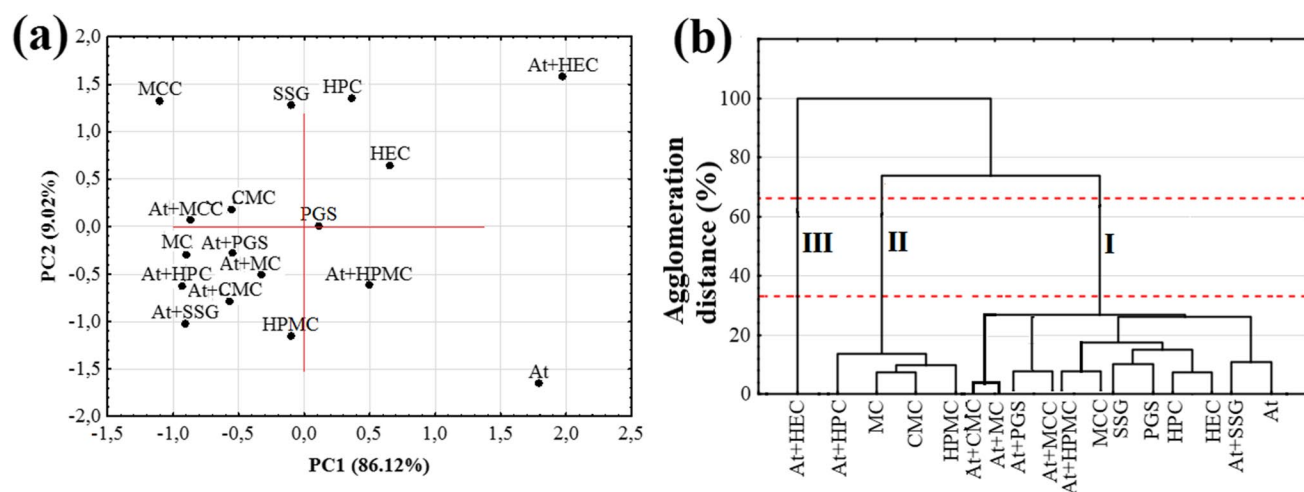 (a)
2,0
1,5
1,0
0,5
0,0
-0,5
-1,0
-1,5
-2,0
PC2 (9.02%)
At+HEC
MCC
SSG
HPC
HEC
CMC
At+MCC
PGS
MC
At+PGS
At+MC
At+HPC
At+HPMC
At+CMC
At+SSG
HPMC
At
-1,5
-1,0
-0,5
0,0
0,5
1,0
1,5
2,0
2,5
PC1 (86.12%)
(b)
Agglomeration
distance (%)
100
80
60
40
20
0
III
II
I
At+HEC
At+HPC
MC
CMC
HPMC
At+CMC
At+MC
At+PGS
At+MCC
At+HPMC
MCC
SSG
PGS
HPC
HEC
At+SSG
At